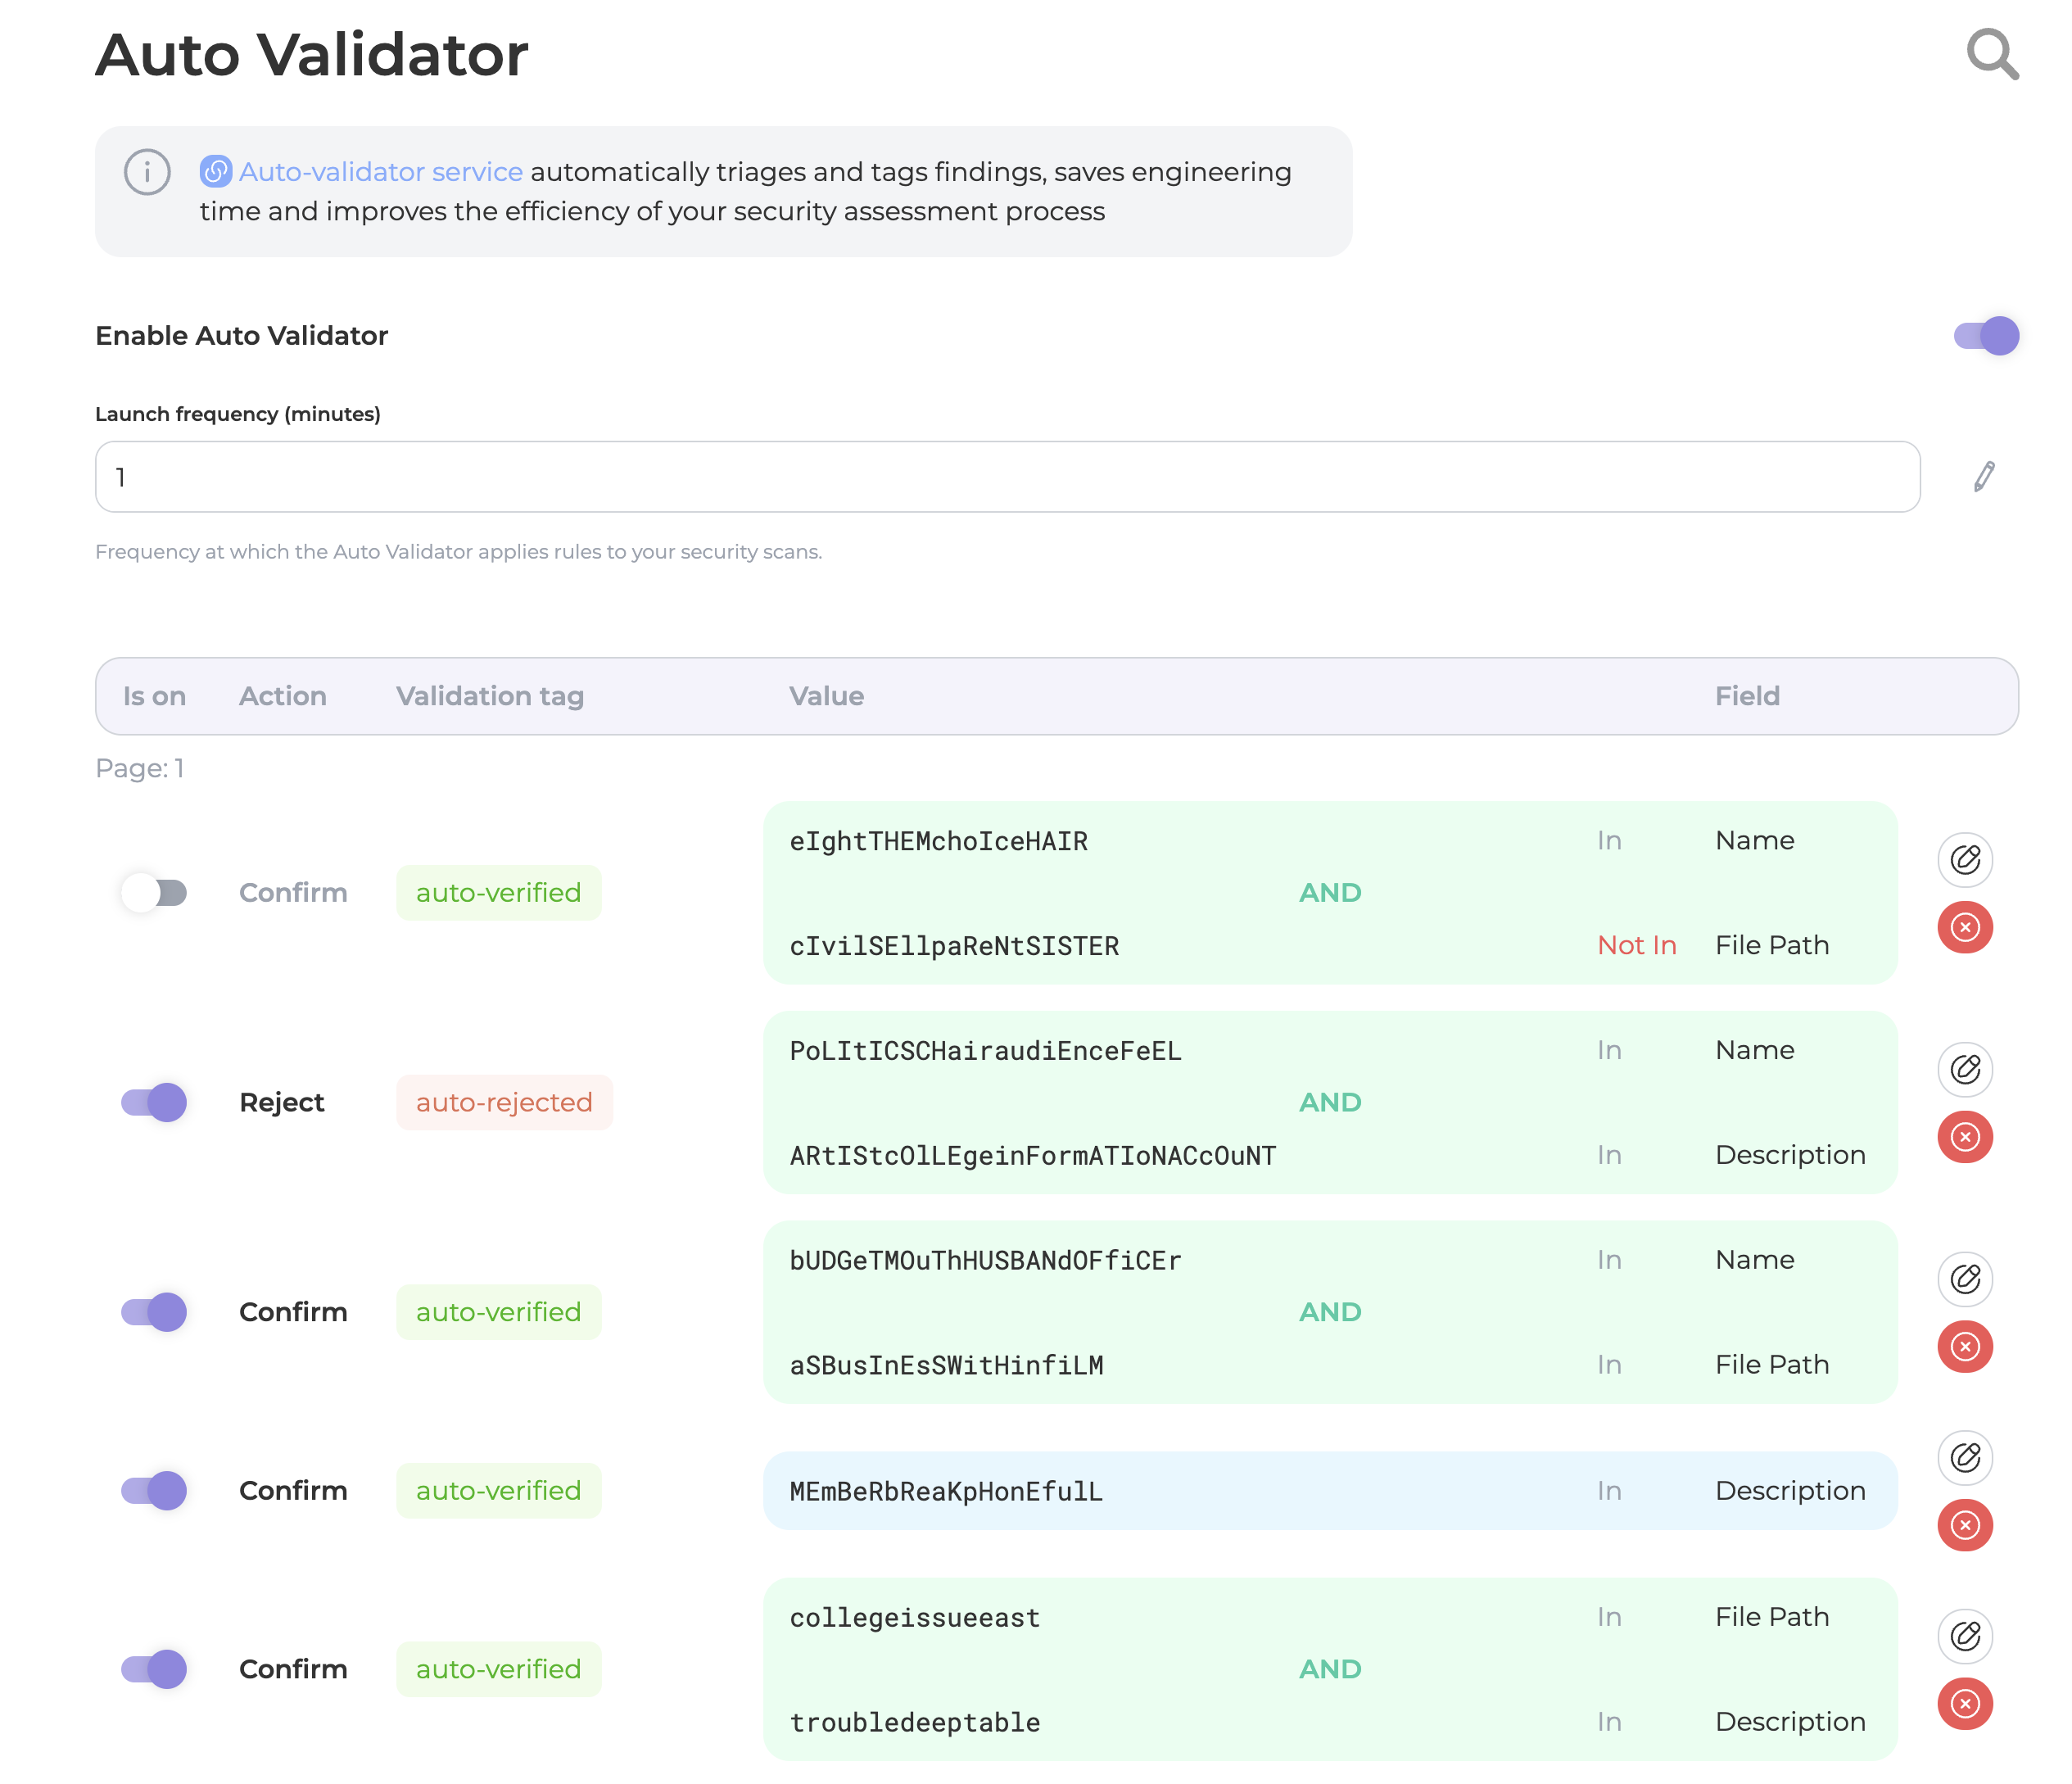 Auto Validator
Auto-validator service automatically triages and tags findings, saves engineering
time and improves the efficiency of your security assessment process
Enable Auto Validator
Launch frequency (minutes)
1
Frequency at which the Auto Validator applies rules to your security scans.
Is on Action Validation tag Value Field
Page: 1
eIghtTHEMchoIceHAIR In Name
Confirm auto-verified AND
cIvilSEllpaReNtSISTER Not In File Path
PoLItICSCHairaudiEnceFeEL In Name
Reject auto-rejected AND
ARtIStcOlLEgeinFormATIoNACcOuNT In Description
bUDGeTMOuThHUSBANdOFfiCEr In Name
Confirm auto-verified AND
aSBusInEsSWitHinfiLM In File Path
Confirm auto-verified MEmBeRbReaKpHonEfulL In Description
collegeissueeast In File Path
Confirm auto-verified AND
troubledeeptable In Description